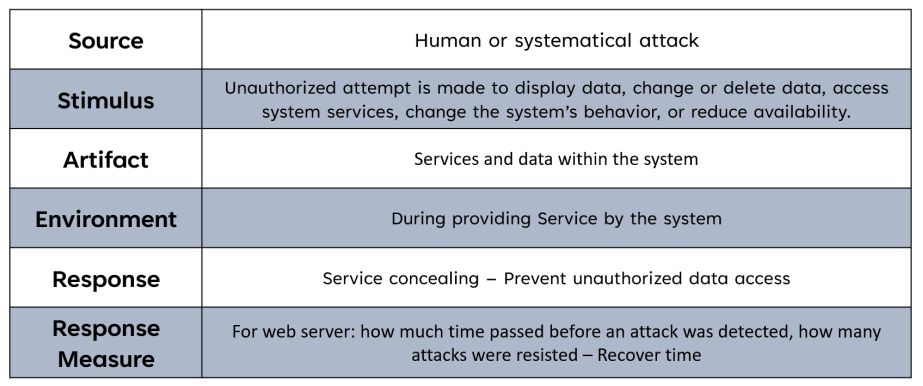 Source
Human or systematical attack
Stimulus
Unauthorized attempt is made to display data, change or delete data, access
system services, change the system's behavior, or reduce availability.
Artifact
Services and data within the system
Environment
During providing Service by the system
Response
Service concealing – Prevent unauthorized data access
Response
Measure
For web server: how much time passed before an attack was detected, how many
attacks were resisted – Recover time